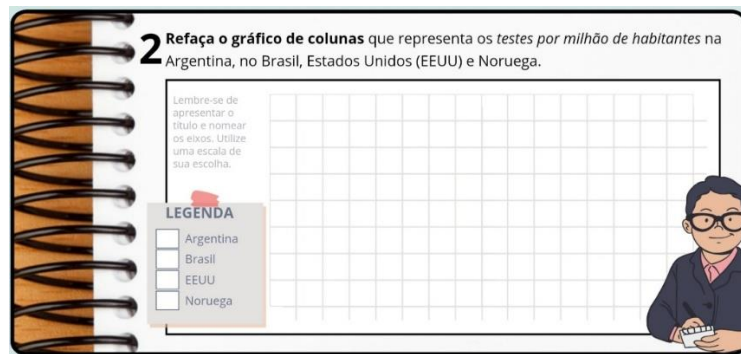 2 Refaça o gráfico de colunas que representa os testes por milhão de habitantes na
Argentina, no Brasil, Estados Unidos (EEUU) e Noruega.
Lembre-se de
apresentar o
título e nomear
os eixos. Utilize
uma escala de
sua escolha.
LEGENDA
Argentina
Brasil
EEUU
Noruega